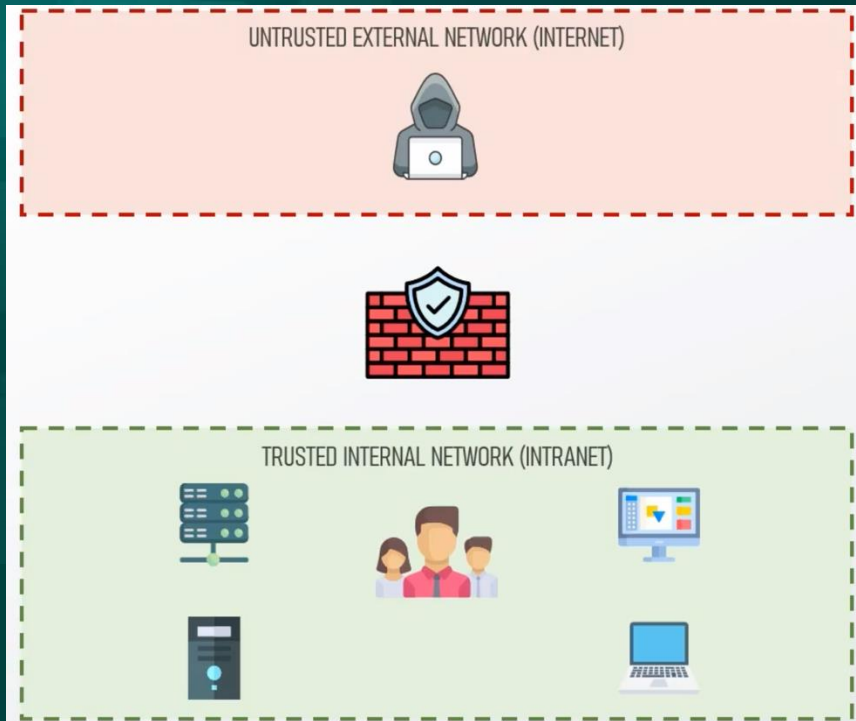 UNTRUSTED EXTERNAL NETWORK (INTERNET)
TRUSTED INTERNAL NETWORK (INTRANET)